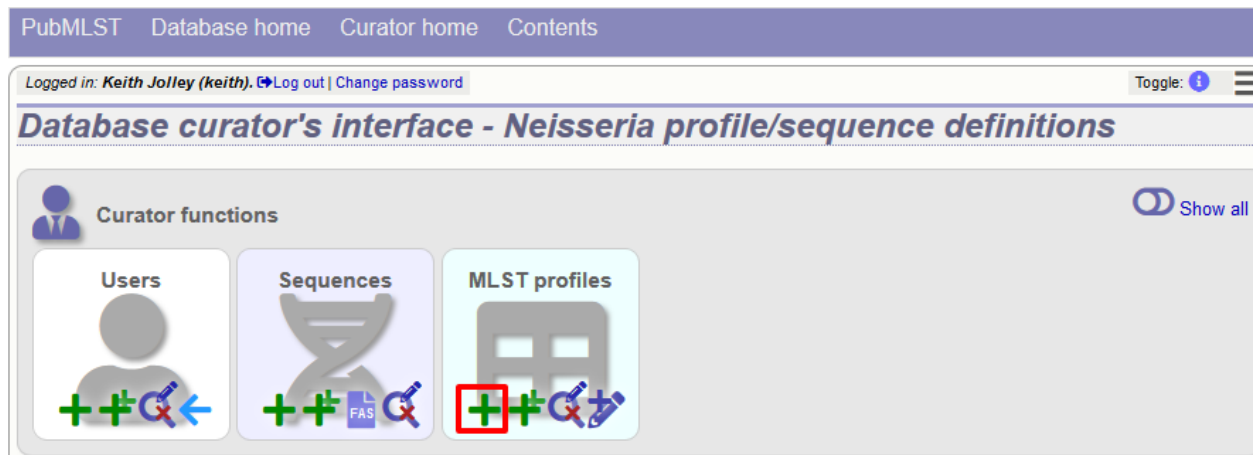 PubMLST Database home Curator home Contents
Logged in: Keith Jolley (keith). Log out | Change password Toggle: i
Database curator's interface - Neisseria profile/sequence definitions
Curator functions Show all
Users Sequences MLST profiles
FAS